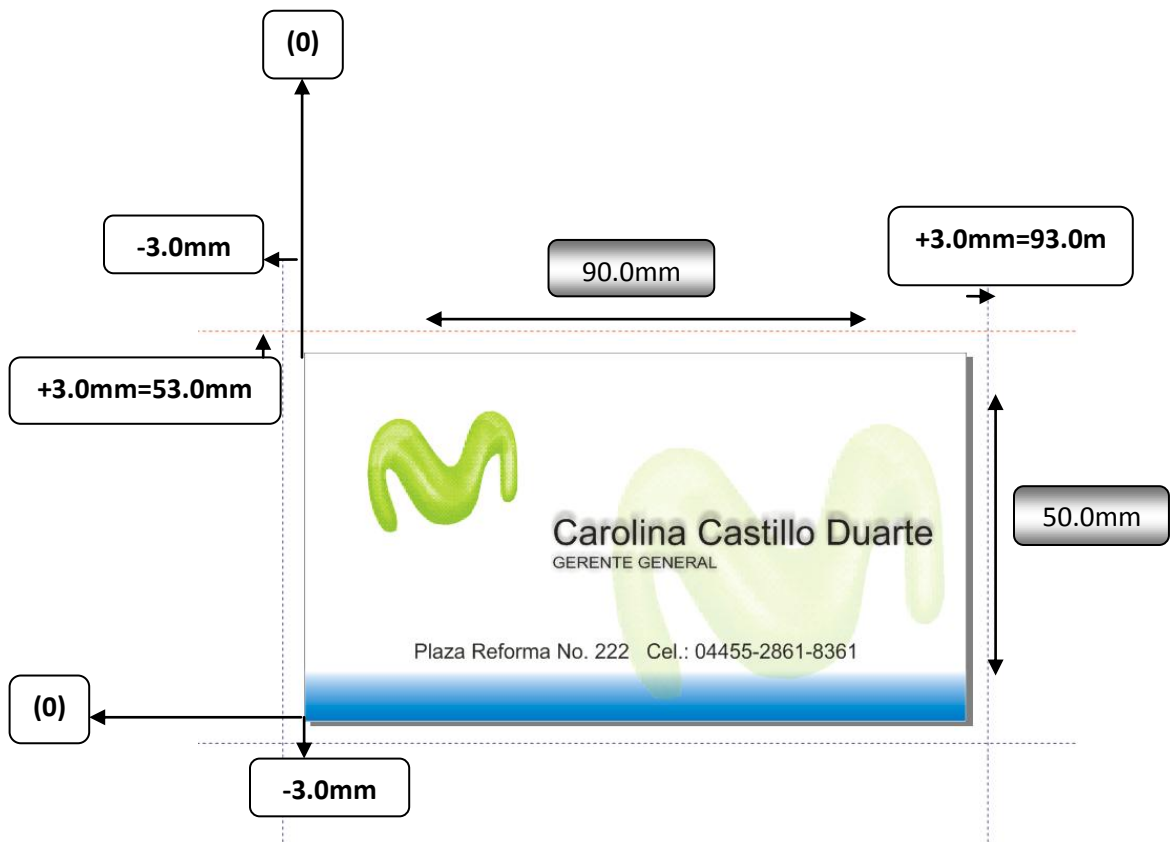 (0)
-3.0mm
+3.0mm=93.0m
90.0mm
+3.0mm=53.0mm
50.0mm
Carolina Castillo Duarte
GERENTE GENERAL
Plaza Reforma No. 222 Cel.: 04455-2861-8361
(0)
-3.0mm